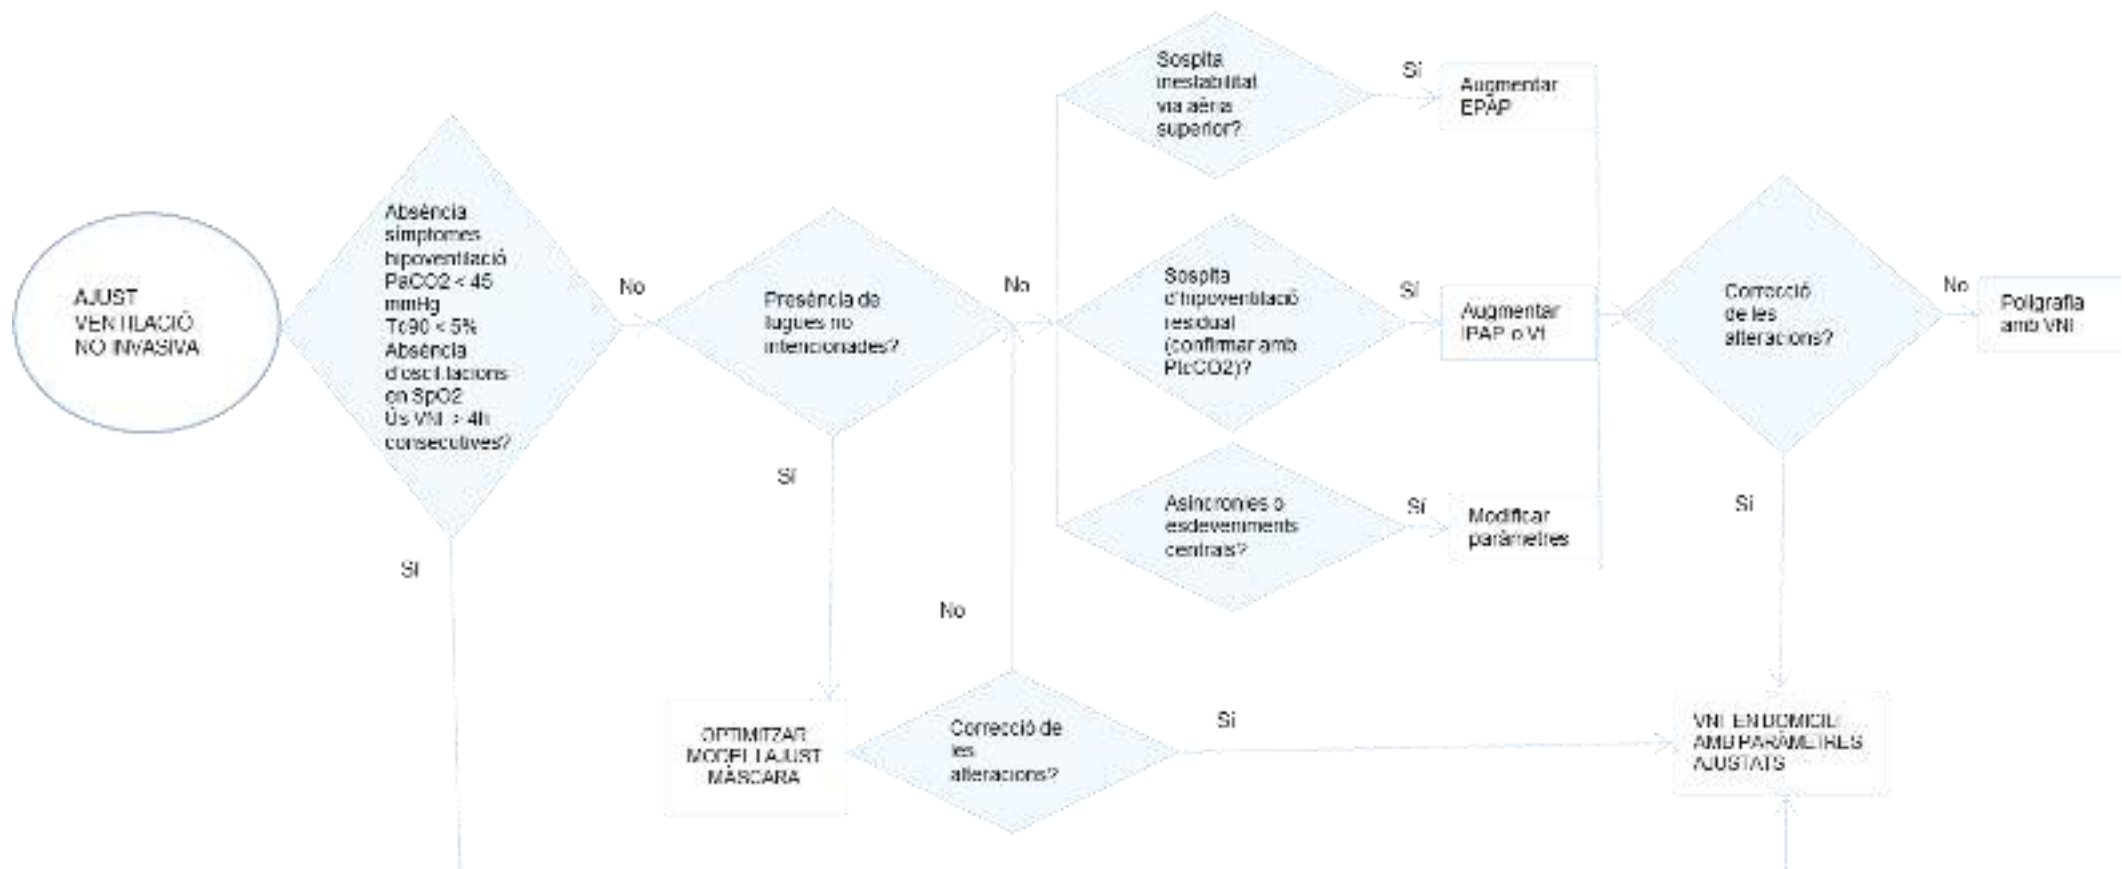 AJUST
VENTILACIÓ
NO INVASIVA
Absència
símptomes
hipoventilació
PaCO2 < 45
mmHg
Tc90 < 5%
Absència
d'oscil.lacions
en SpO2
Ús VNI > 4h
consecutives?
No
Sí
Presència de
fugues no
intencionades?
No
Sí
OPTIMITZAR
MODEL I AJUST
MÀSCARA
Correcció de
les
alteracions?
No
Sí
Sospita
inestabilitat
via aèria
superior?
Sí
Augmentar
EPAP
Sospita
d'hipoventilació
residual
(confirmar amb
PtcCO2)?
Sí
Augmentar
IPAP o Vt
Asincronies o
esdeveniments
centrals?
Sí
Modificar
paràmetres
Correcció
de les
alteracions?
No
Poligrafia
amb VNI
Sí
VNI EN DOMICILI
AMB PARÀMETRES
AJUSTATS